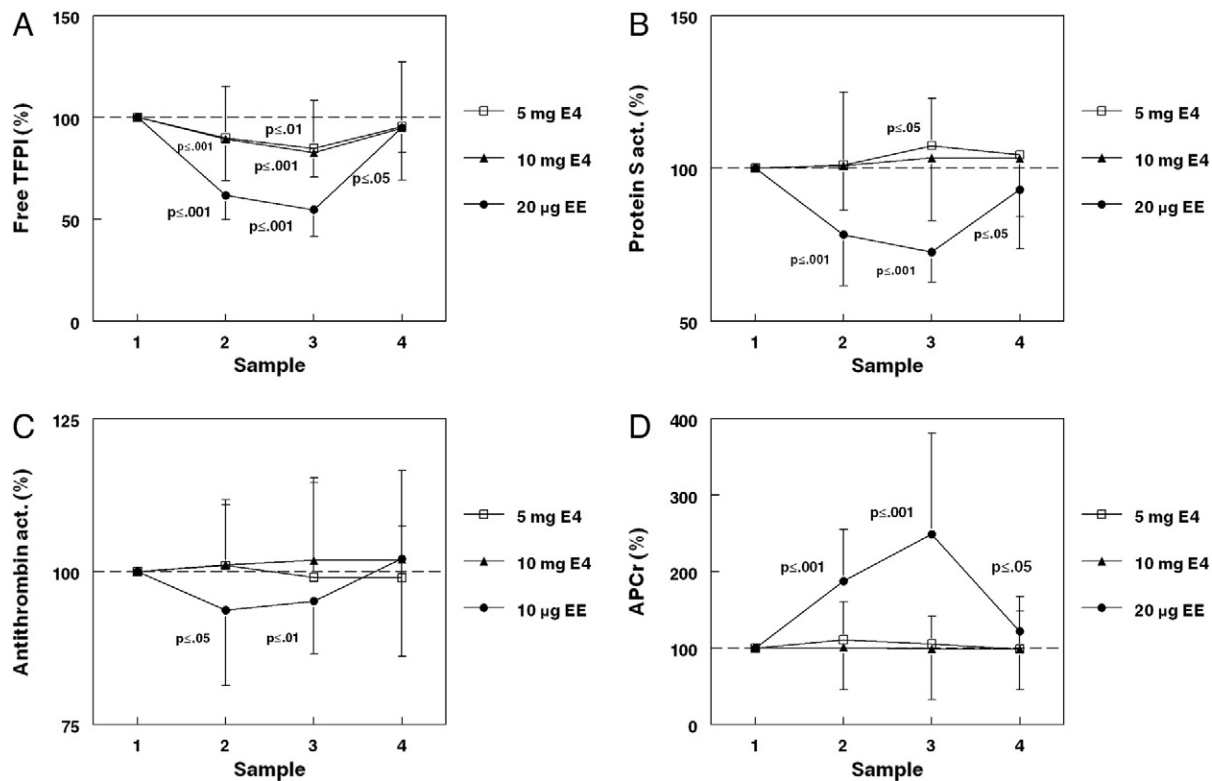 A
Free TFPI (%)
150
100
50
0
p≤.001
p≤.01
p≤.001
p≤.05
p≤.001
p≤.001
1 2 3 4
Sample
5 mg E4
10 mg E4
20 µg EE
B
Protein S act. (%)
150
100
50
p≤.05
p≤.05
p≤.001
p≤.001
1 2 3 4
Sample
5 mg E4
10 mg E4
20 µg EE
C
Antithrombin act. (%)
125
100
75
p≤.05
p≤.01
1 2 3 4
Sample
5 mg E4
10 mg E4
10 µg EE
D
APCr (%)
400
300
200
100
0
p≤.001
p≤.001
p≤.05
1 2 3 4
Sample
5 mg E4
10 mg E4
20 µg EE